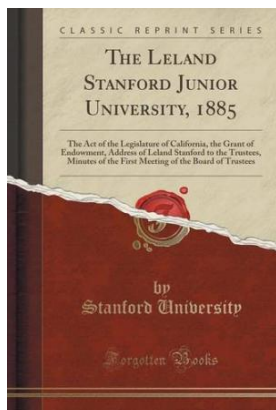 CLASSIC REPRINT SERIES
THE LELAND
STANFORD JUNIOR
UNIVERSITY, 1885
The Act of the Legislature of California, the Grant of
Endowment, Address of Leland Stanford to the Trustees,
Minutes of the First Meeting of the Board of Trustees
by
Stanford University
Forgotten Books